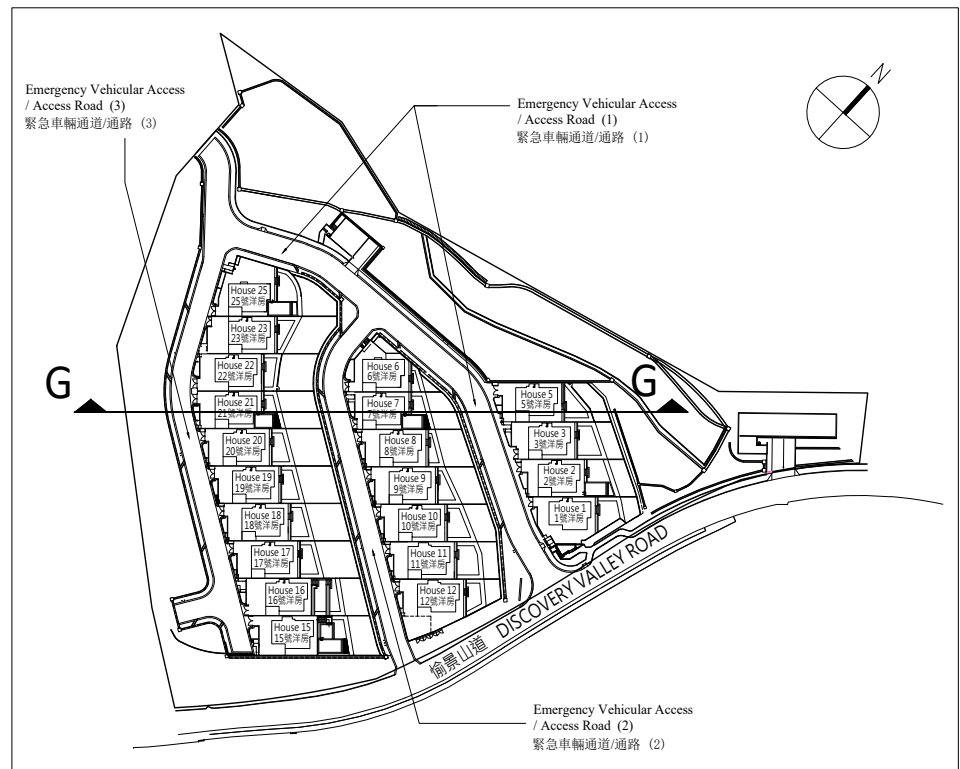 N
Emergency Vehicular Access
/ Access Road (3)
緊急車輛通道/通路 (3)
Emergency Vehicular Access
/ Access Road (1)
緊急車輛通道/通路 (1)
House 25
25號洋房
House 23
23號洋房
House 22
22號洋房
House 21
21號洋房
House 20
20號洋房
House 19
19號洋房
House 18
18號洋房
House 17
17號洋房
House 16
16號洋房
House 15
15號洋房
House 6
6號洋房
House 7
7號洋房
House 8
8號洋房
House 9
9號洋房
House 10
10號洋房
House 11
11號洋房
House 12
12號洋房
House 5
5號洋房
House 3
3號洋房
House 2
2號洋房
House 1
1號洋房
G
G
愉景山道 DISCOVERY VALLEY ROAD
Emergency Vehicular Access
/ Access Road (2)
緊急車輛通道/通路 (2)